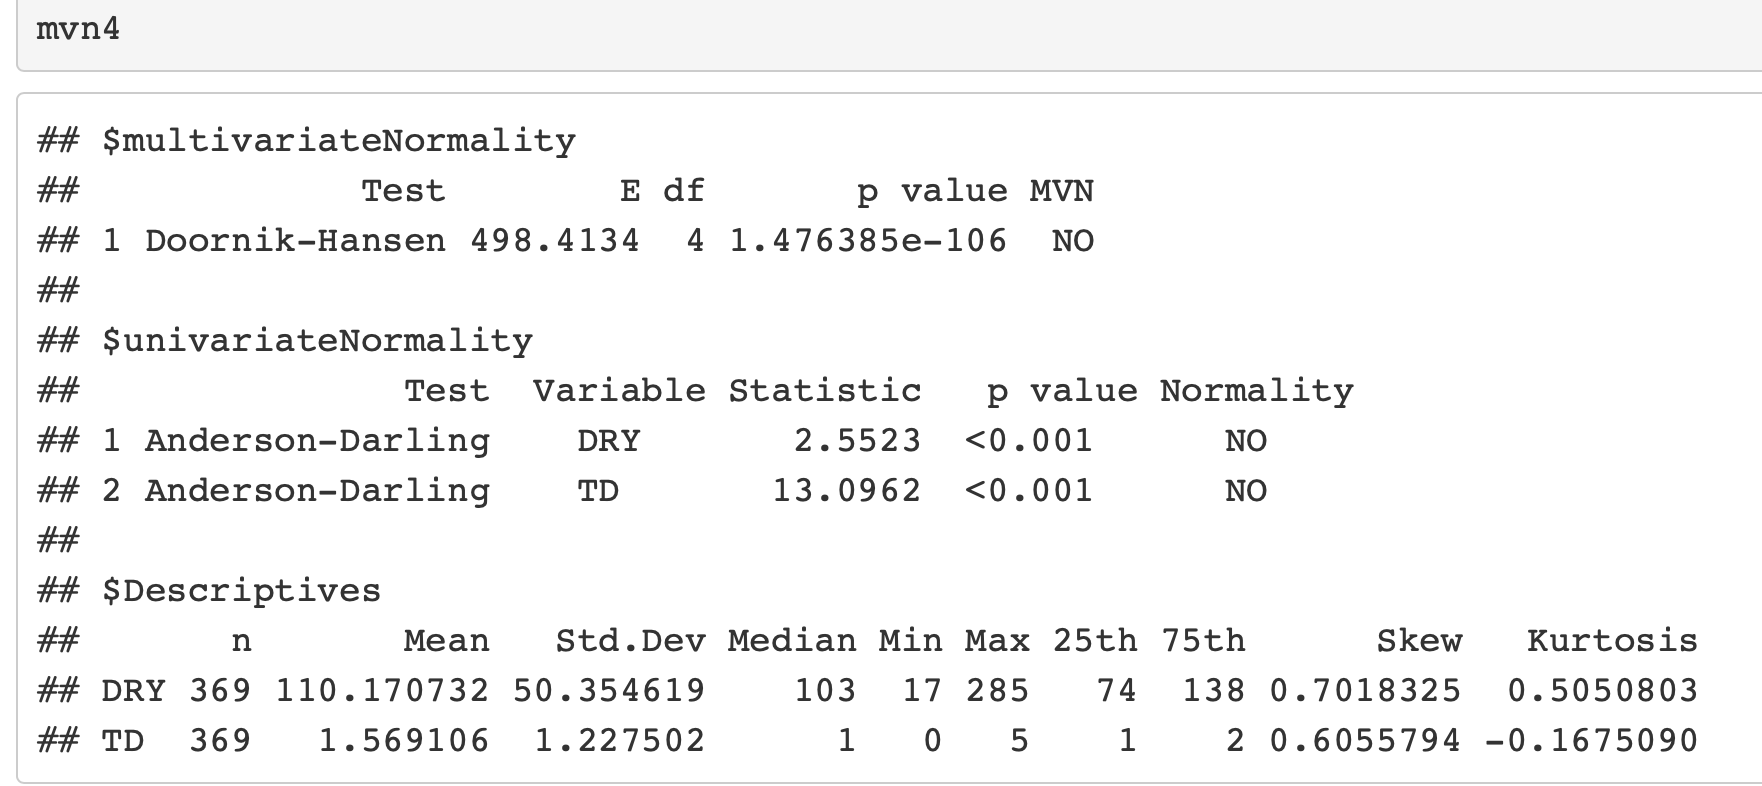 mvn4
## $multivariateNormality
##             Test        E df       p value MVN
## 1 Doornik-Hansen 498.4134  4 1.476385e-106  NO
##
## $univariateNormality
##               Test  Variable Statistic   p value Normality
## 1 Anderson-Darling    DRY       2.5523  <0.001      NO
## 2 Anderson-Darling    TD       13.0962  <0.001      NO
##
## $Descriptives
##       n       Mean   Std.Dev Median Min Max 25th 75th      Skew   Kurtosis
## DRY 369 110.170732 50.354619    103  17 285   74  138 0.7018325  0.5050803
## TD  369   1.569106  1.227502      1   0   5    1    2 0.6055794 -0.1675090